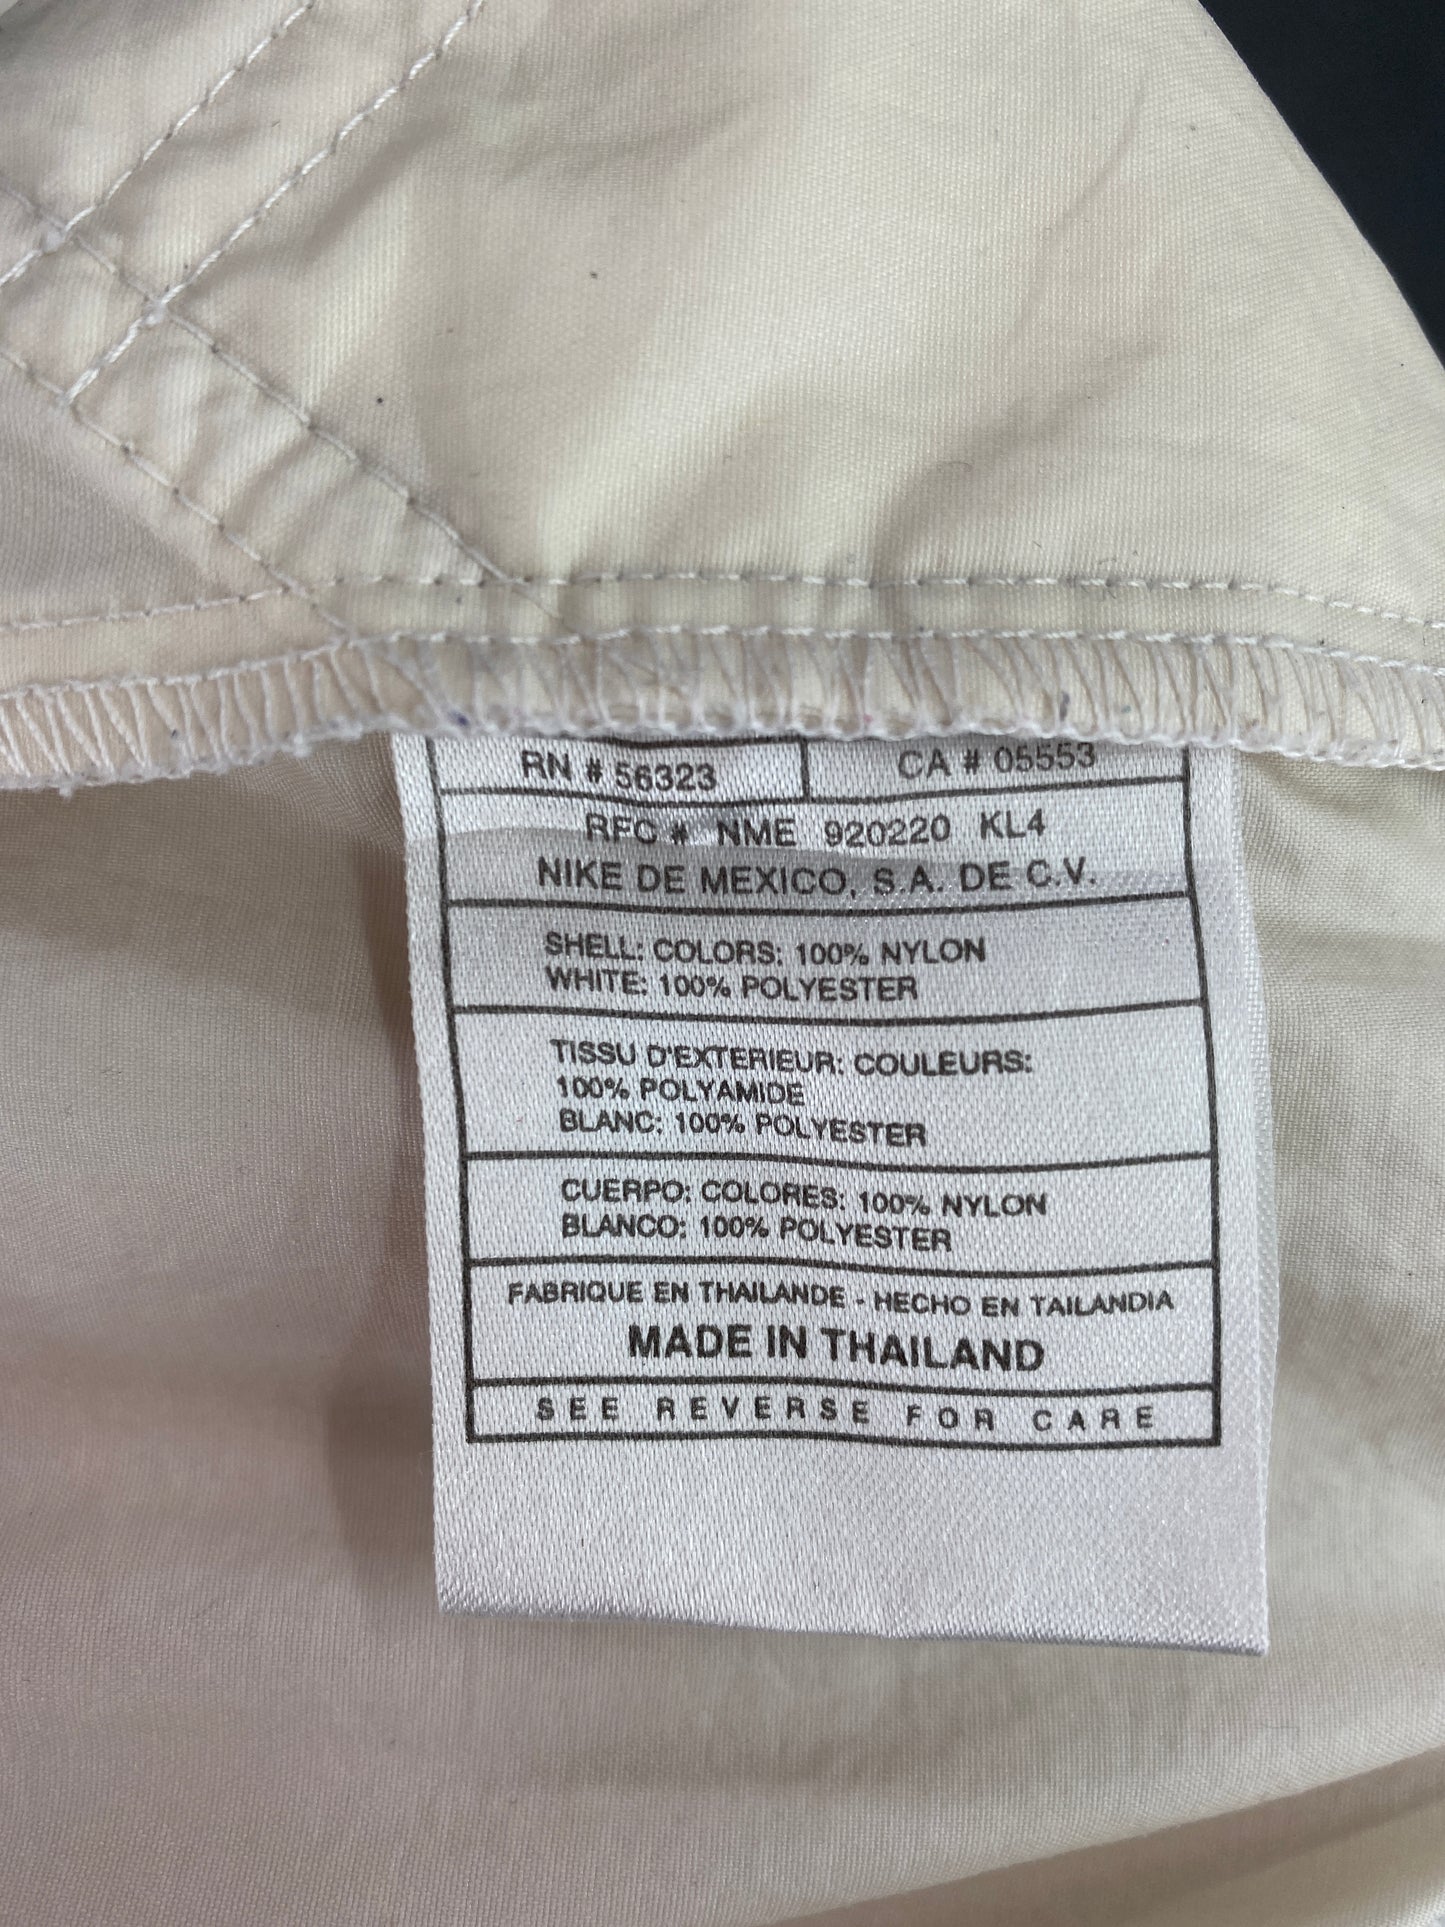 RN # 56323 CA # 05553
RFC # NME 920220 KL4
NIKE DE MEXICO, S.A. DE C.V.
SHELL: COLORS: 100% NYLON
WHITE: 100% POLYESTER
TISSU D'EXTERIEUR: COULEURS:
100% POLYAMIDE
BLANC: 100% POLYESTER
CUERPO: COLORES: 100% NYLON
BLANCO: 100% POLYESTER
FABRIQUE EN THAILANDE - HECHO EN TAILANDIA
MADE IN THAILAND
SEE REVERSE FOR CARE